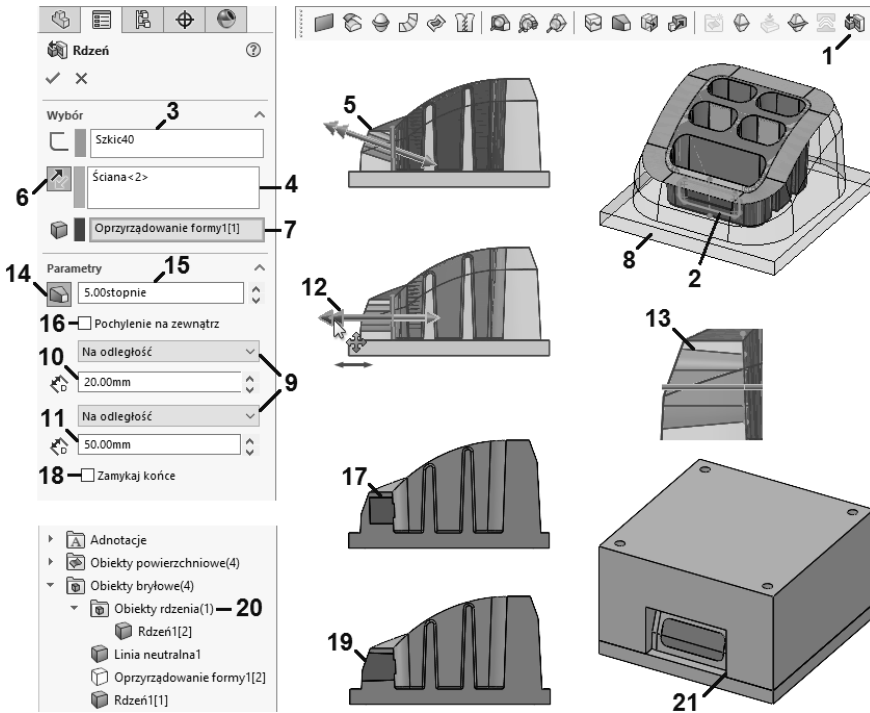 1
Rdzeń
Wybór
3
Szkic40
6
Ściana<2>
4
Oprzyrządowanie formy1[1]
7
Parametry
14
15
5.00stopnie
16
Pochylenie na zewnątrz
Na odległość
10
20.00mm
9
Na odległość
11
50.00mm
18
Zamykaj końce
Adnotacje
Obiekty powierzchniowe(4)
Obiekty bryłowe(4)
Obiekty rdzenia(1)
20
Rdzeń1[2]
Linia neutralna1
Oprzyrządowanie formy1[2]
Rdzeń1[1]
5
12
17
19
8
2
13
21